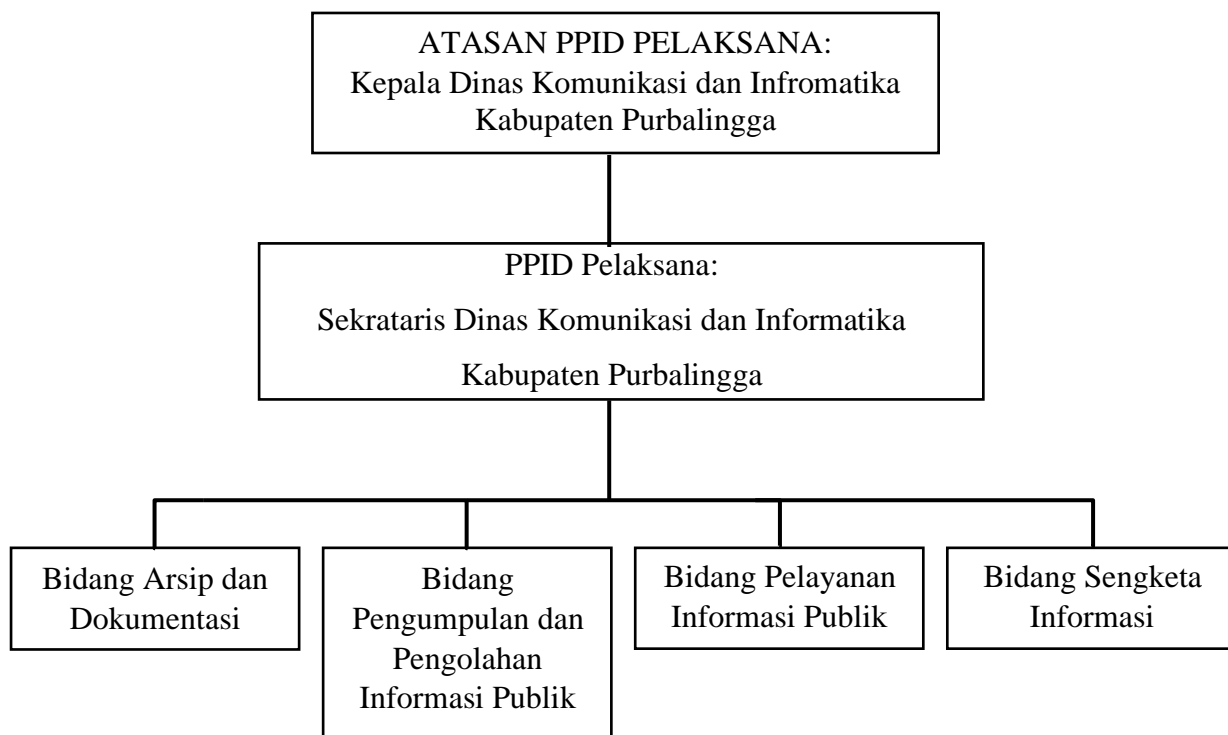 ATASAN PPID PELAKSANA:
Kepala Dinas Komunikasi dan Infromatika
Kabupaten Purbalingga
PPID Pelaksana:
Sekrataris Dinas Komunikasi dan Informatika
Kabupaten Purbalingga
Bidang Arsip dan
Dokumentasi
Bidang
Pengumpulan dan
Pengolahan
Informasi Publik
Bidang Pelayanan
Informasi Publik
Bidang Sengketa
Informasi